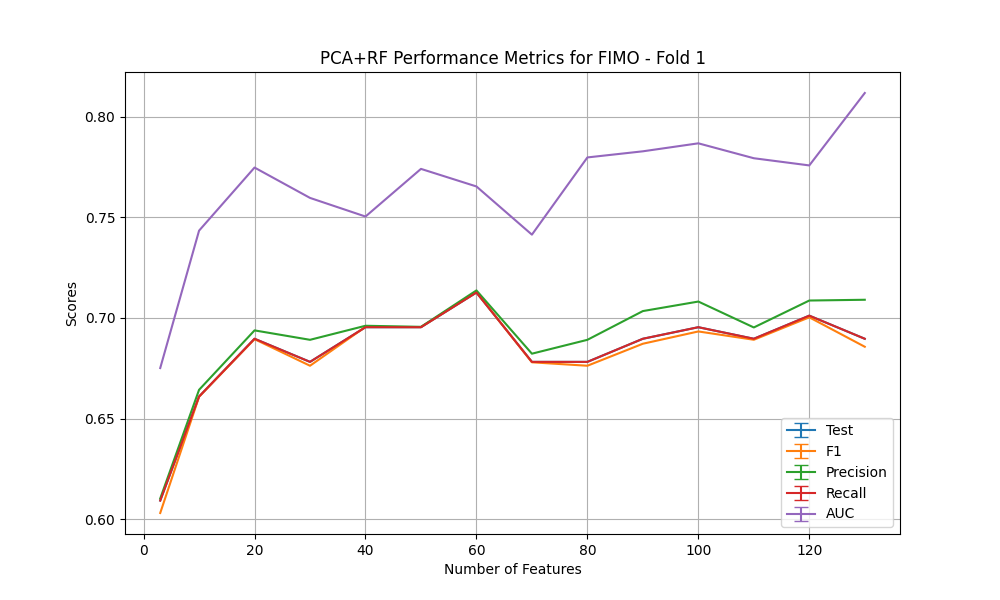 PCA+RF Performance Metrics for FIMO - Fold 1
0.80
0.75
0.70
0.65
0.60
Scores
0
20
40
60
80
100
120
Number of Features
Test
F1
Precision
Recall
AUC